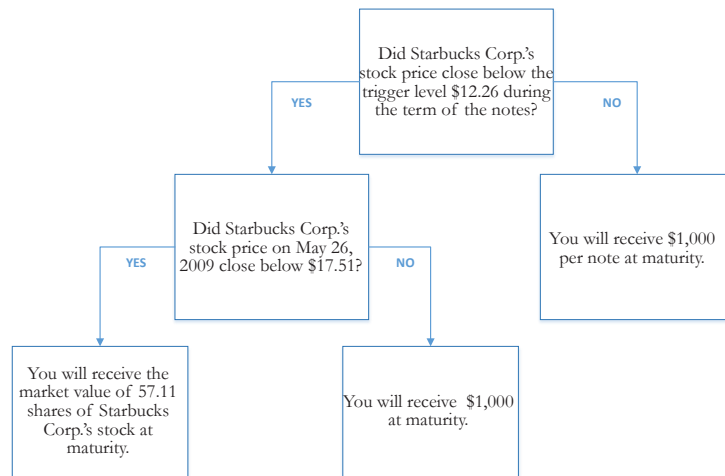 Did Starbucks Corp.'s
stock price close below the
trigger level $12.26 during
the term of the notes?
YES
NO
Did Starbucks Corp.'s
stock price on May 26,
2009 close below $17.51?
You will receive $1,000
per note at maturity.
YES
NO
You will receive the
market value of 57.11
shares of Starbucks
Corp.'s stock at
maturity.
You will receive $1,000
at maturity.